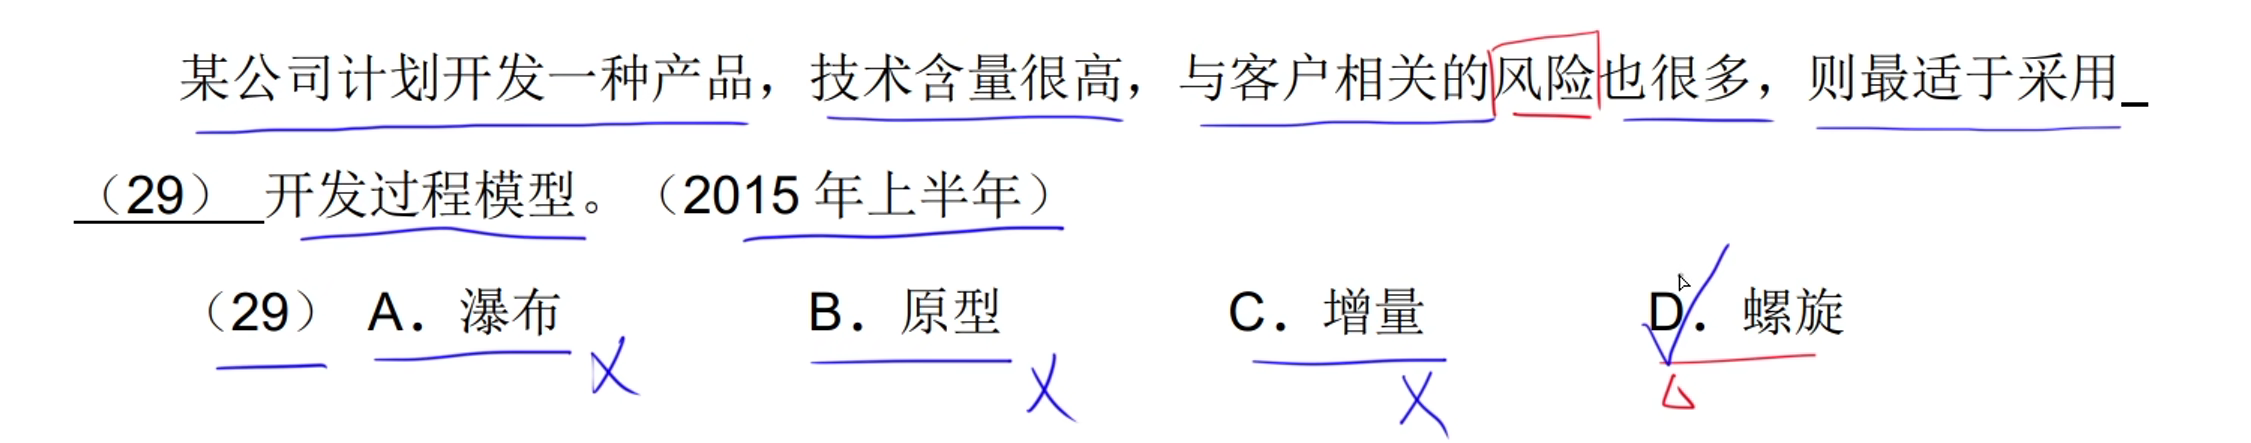 某公司计划开发一种产品，技术含量很高，与客户相关的风险也很多，则最适于采用_
（29） 开发过程模型。（2015 年上半年）
（29） A．瀑布 B．原型 C．增量 D．螺旋